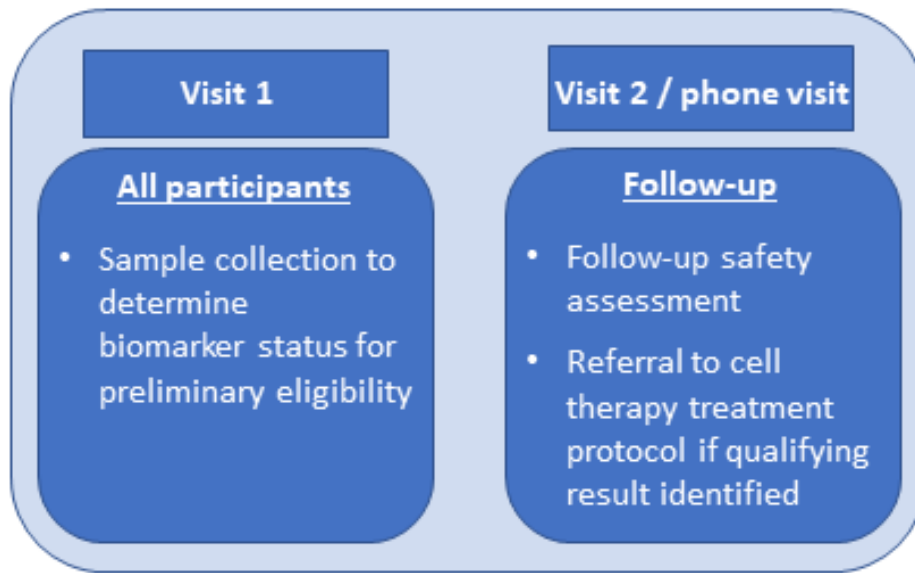 Visit 1
All participants
• Sample collection to
determine
biomarker status for
preliminary eligibility
Visit 2 / phone visit
Follow-up
• Follow-up safety
assessment
• Referral to cell
therapy treatment
protocol if qualifying
result identified